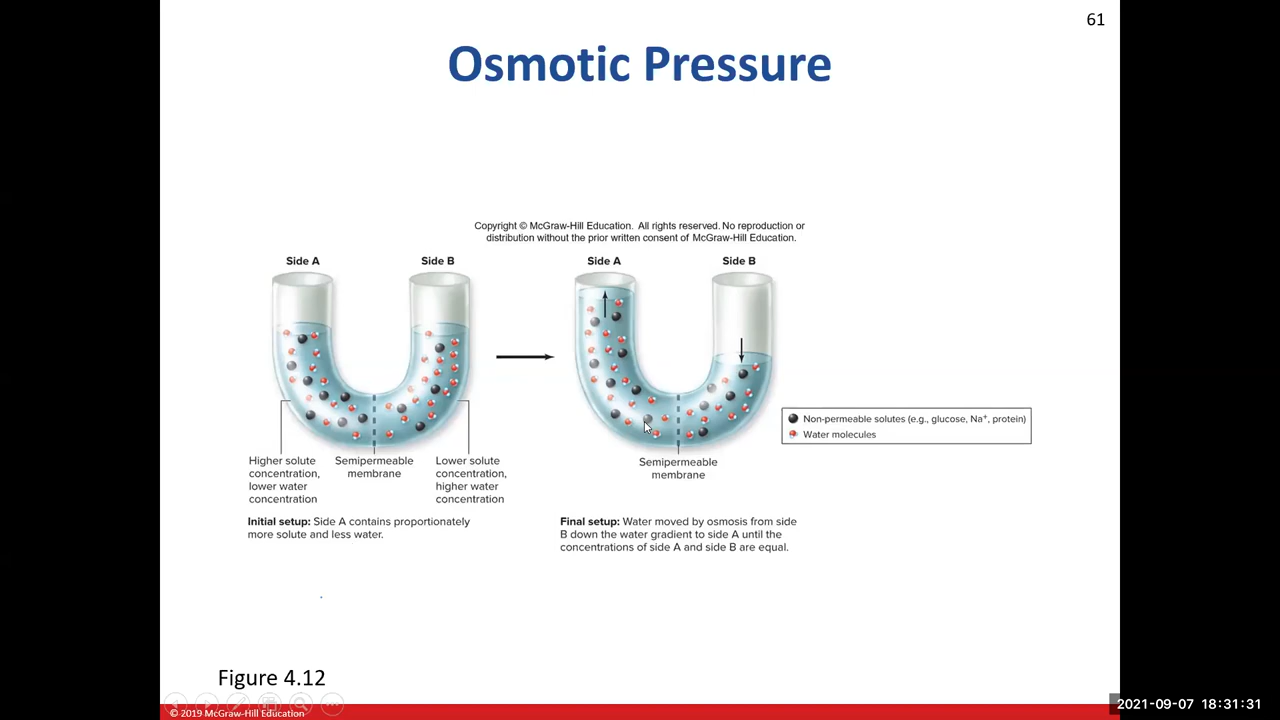 61
Osmotic Pressure
Copyright © McGraw-Hill Education. All rights reserved. No reproduction or
distribution without the prior written consent of McGraw-Hill Education.
Side A
Side B
Side A
Side B
Non-permeable solutes (e.g., glucose, Na⁺, protein)
Water molecules
Higher solute
concentration,
lower water
concentration
Semipermeable
membrane
Lower solute
concentration,
higher water
concentration
Semipermeable
membrane
Initial setup: Side A contains proportionately
more solute and less water.
Final setup: Water moved by osmosis from side
B down the water gradient to side A until the
concentrations of side A and side B are equal.
Figure 4.12
© 2019 McGraw-Hill Education
2021-09-07 18:31:31